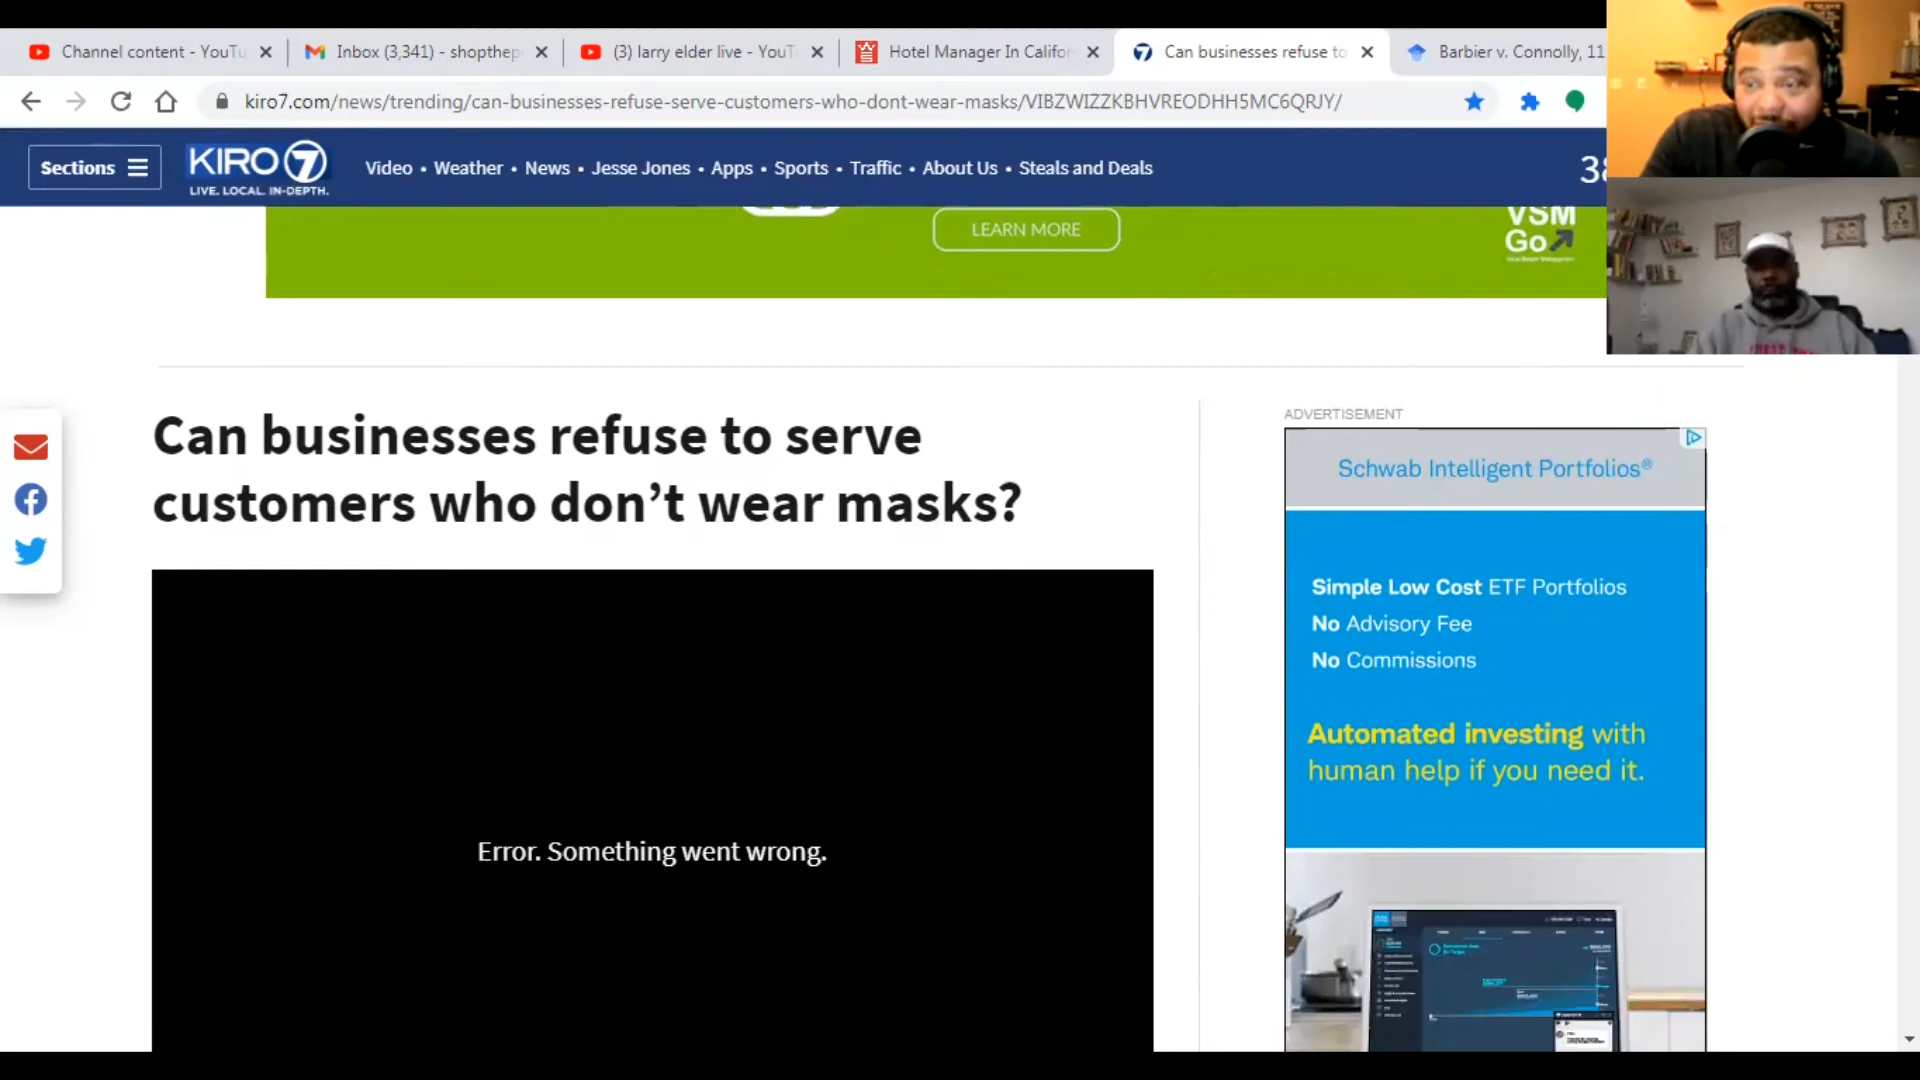 Channel content - YouTu
Inbox (3,341) - shopthep
(3) larry elder live - YouT
Hotel Manager In Califor
Can businesses refuse to
Barbier v. Connolly, 11
kiro7.com/news/trending/can-businesses-refuse-serve-customers-who-dont-wear-masks/VIBZWIZZKBHVREODHH5MC6QRJY/
Sections
KIRO 7
LIVE. LOCAL. IN-DEPTH.
Video • Weather • News • Jesse Jones • Apps • Sports • Traffic • About Us • Steals and Deals
38
LEARN MORE
VSM
Go
Can businesses refuse to serve
customers who don’t wear masks?
Error. Something went wrong.
ADVERTISEMENT
Schwab Intelligent Portfolios®
Simple Low Cost ETF Portfolios
No Advisory Fee
No Commissions
Automated investing with
human help if you need it.